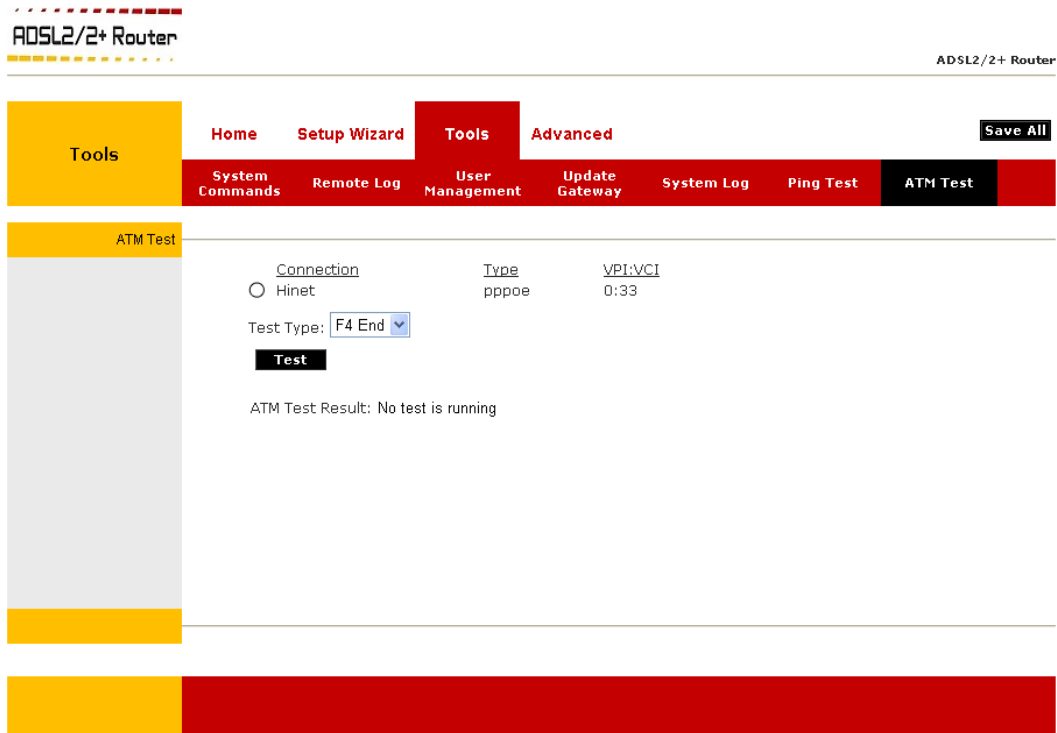 ADSL2/2+ Router
ADSL2/2+ Router
Tools
Home Setup Wizard Tools Advanced
Save All
System Commands Remote Log User Management Update Gateway System Log Ping Test ATM Test
ATM Test
Connection Type VPI:VCI
Hinet pppoe 0:33
Test Type: F4 End
Test
ATM Test Result: No test is running